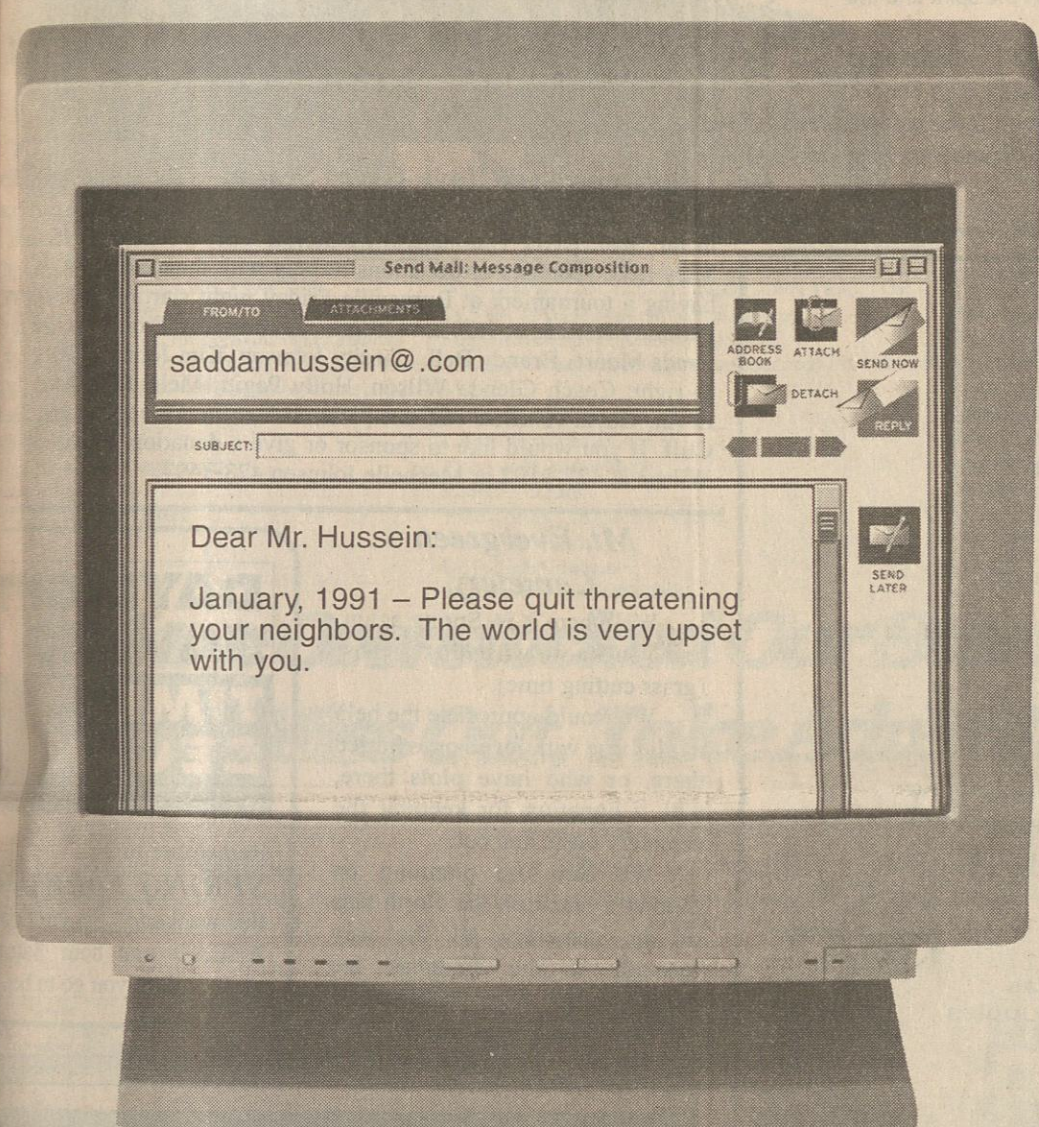 Send Mail: Message Composition
FROM/TO
ATTACHMENTS
saddamhussein@.com
ADDRESS
BOOK
ATTACH
SEND NOW
DETACH
REPLY
SUBJECT:
Dear Mr. Hussein:
January, 1991 – Please quit threatening
your neighbors. The world is very upset
with you.
SEND
LATER